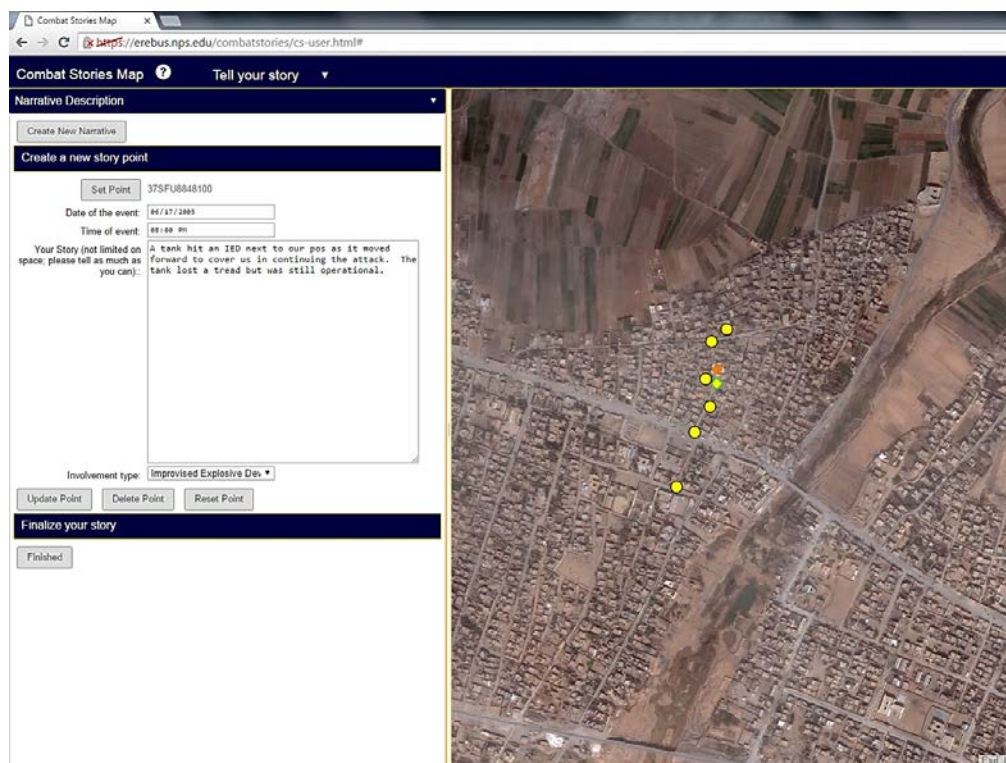 Combat Stories Map
https://erebus.nps.edu/combatstories/cs-user.html#
Combat Stories Map ? Tell your story
Narrative Description
Create New Narrative
Create a new story point
Set Point 37SFU8848100
Date of the event: 06/17/2005
Time of event: 08:00 PM
Your Story (not limited on
space; please tell as much as
you can)::
A tank hit an IED next to our pos as it moved
forward to cover us in continuing the attack. The
tank lost a tread but was still operational.
Involvement type: Improvised Explosive Dev
Update Point Delete Point Reset Point
Finalize your story
Finished